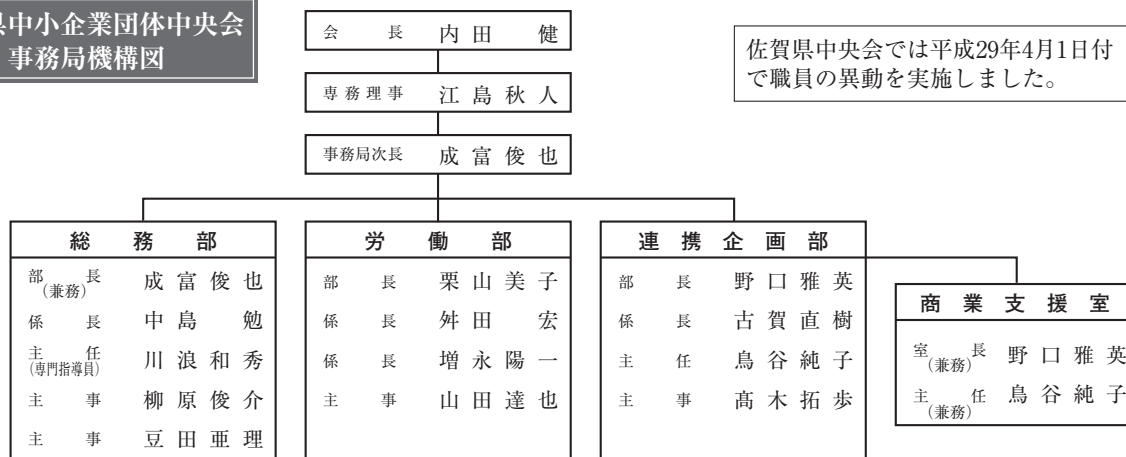 県中小企業団体中央会
事務局機構図
会長 内田 健
専務理事 江島秋人
事務局次長 成富俊也
佐賀県中央会では平成29年4月1日付
で職員の異動を実施しました。
総務部
部長(兼務) 成富俊也
係長 中島 勉
主任(専門指導員) 川浪和秀
主事 柳原俊介
主事 豆田亜理
労働部
部長 栗山美子
係長 舛田 宏
係長 増永陽一
主事 山田達也
連携企画部
部長 野口雅英
係長 古賀直樹
主任 鳥谷純子
主事 髙木拓歩
商業支援室
室長(兼務) 野口雅英
主任(兼務) 鳥谷純子